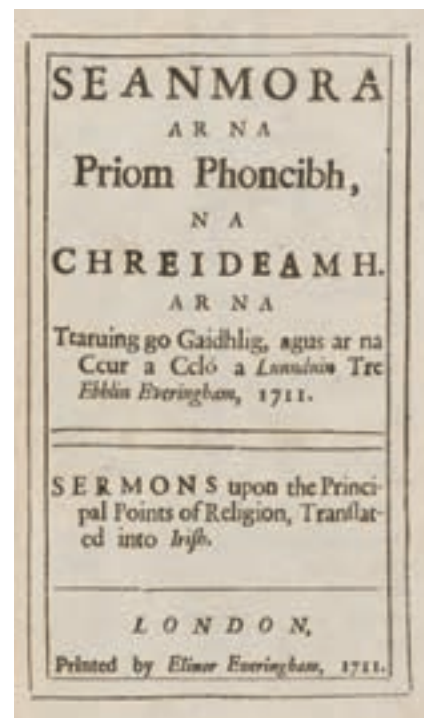 SEANMORA
AR NA
Priom Phoncibh,
NA
CHREIDEAMH.
AR NA
Ttaruing go Gaidhlig, agus ar na
Ccur a Ccló a Lunnduin Tre
Ebhlin Everingham, 1711.
SERMONS upon the Princi-
pal Points of Religion, Tranſlat-
ed into Iriſh.
LONDON,
Printed by Elinor Everingham, 1711.